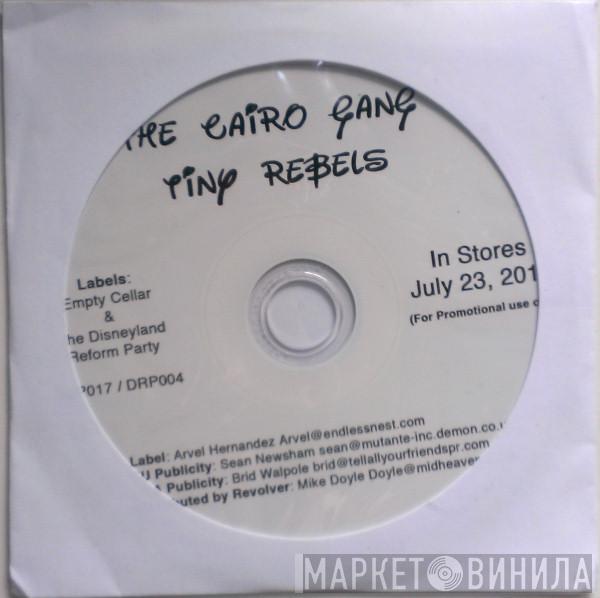 THE CAIRO GANG
TINY REBELS
In Stores
July 23, 201
(For Promotional use
Labels:
Empty Cellar
&
The Disneyland
Reform Party
P017 / DRP004
Label: Arvel Hernandez Arvel@endlessnest.com
U Publicity: Sean Newsham sean@mutante-inc.demon.co.u
Publicity: Brid Walpole brid@tellallyourfriendspr.com
uted by Revolver: Mike Doyle Doyle@midheaven
МАРКЕТ ВИНИЛА